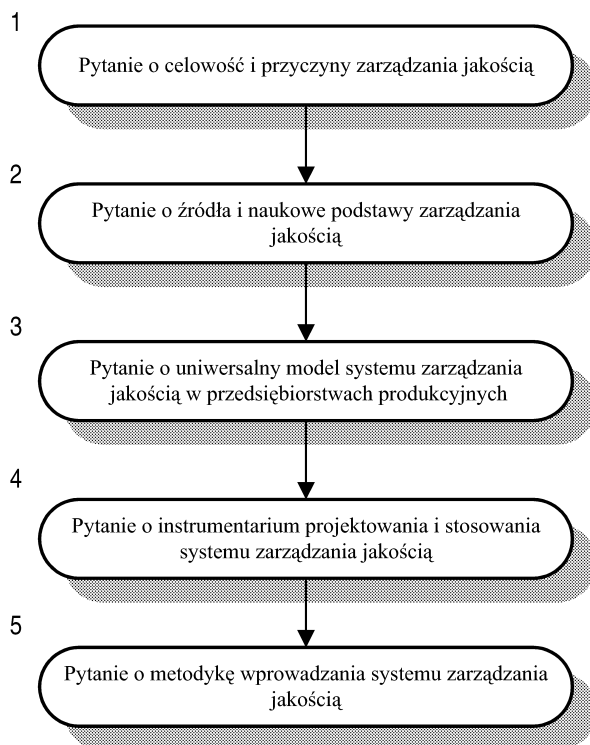 1
Pytanie o celowość i przyczyny zarządzania jakością
2
Pytanie o źródła i naukowe podstawy zarządzania
jakością
3
Pytanie o uniwersalny model systemu zarządzania
jakością w przedsiębiorstwach produkcyjnych
4
Pytanie o instrumentarium projektowania i stosowania
systemu zarządzania jakością
5
Pytanie o metodykę wprowadzania systemu zarządzania
jakością